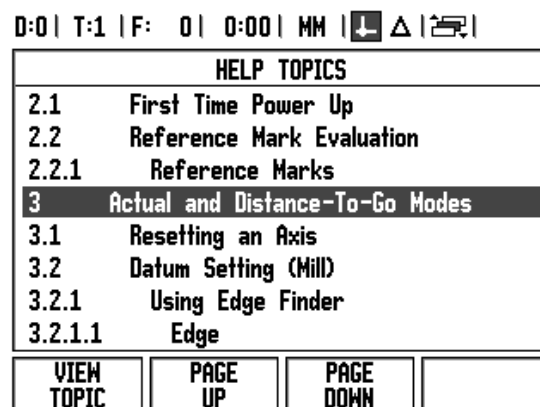 D:0| T:1 |F: 0| 0:00| MM | Δ | |
HELP TOPICS
2.1 First Time Power Up
2.2 Reference Mark Evaluation
2.2.1 Reference Marks
3 Actual and Distance-To-Go Modes
3.1 Resetting an Axis
3.2 Datum Setting (Mill)
3.2.1 Using Edge Finder
3.2.1.1 Edge
VIEW TOPIC
PAGE UP
PAGE DOWN